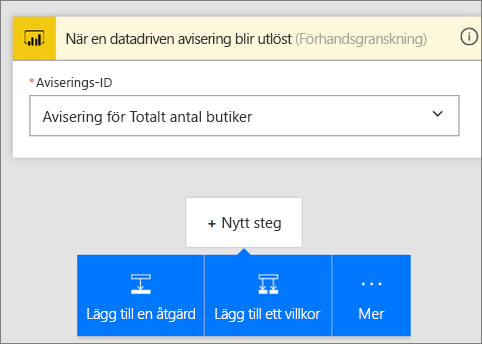 När en datadriven avisering blir utlöst (Förhandsgranskning)
* Aviserings-ID
Avisering för Totalt antal butiker
+ Nytt steg
Lägg till en åtgärd
Lägg till ett villkor
Mer